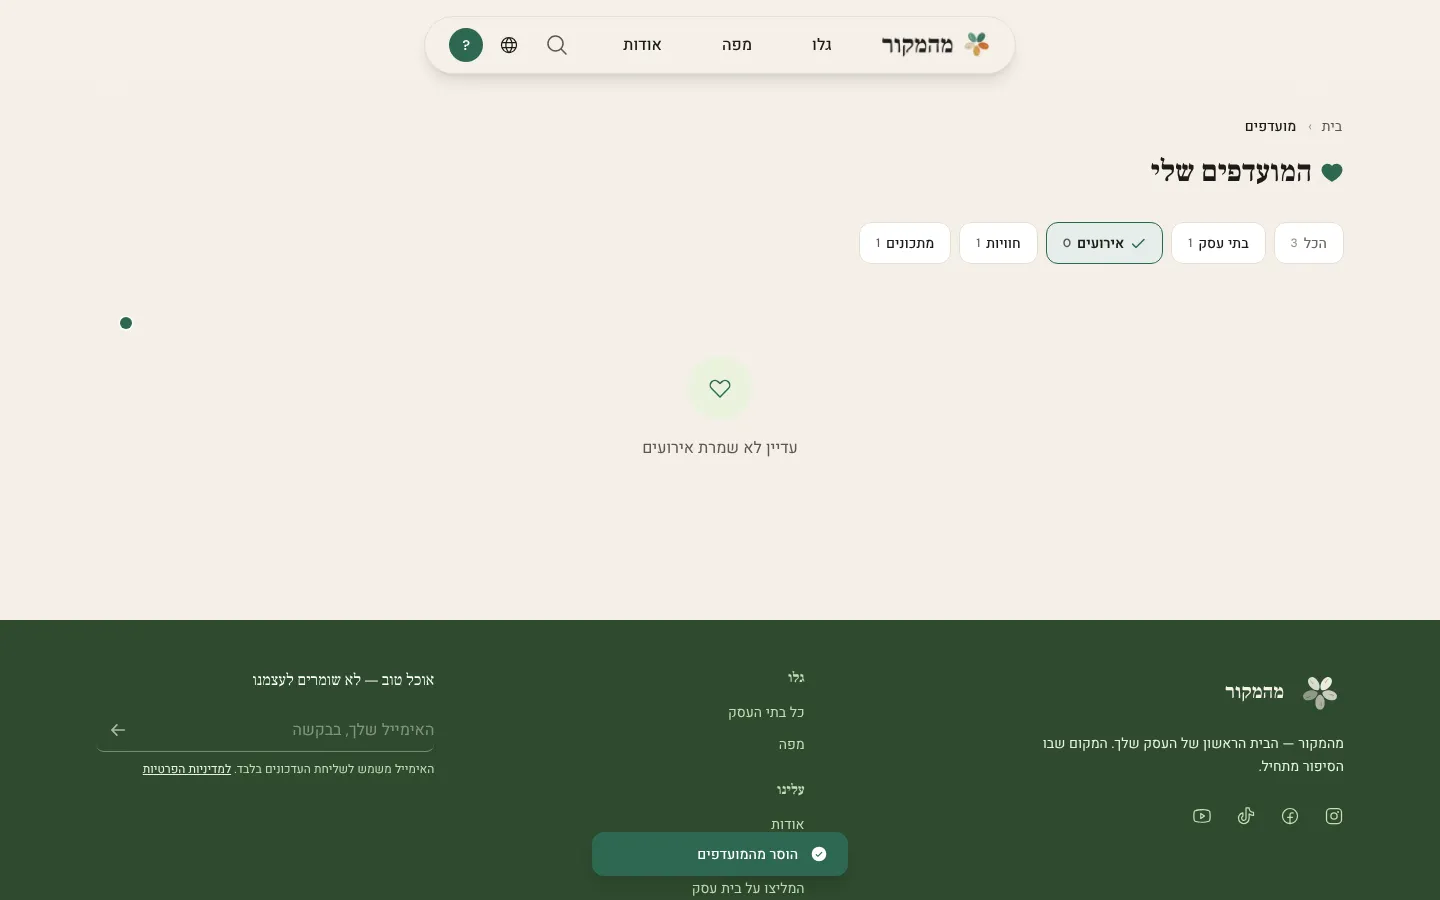 מהמקור
גלו
מפה
אודות
?
בית › מועדפים
המועדפים שלי
הכל 3
בתי עסק 1
אירועים 0
חוויות 1
מתכונים 1
עדיין לא שמרת אירועים
מהמקור
מהמקור — הבית הראשון של העסק שלך. המקום שבו
הסיפור מתחיל.
גלו
כל בתי העסק
מפה
עלינו
אודות
המליצו על בית עסק
אוכל טוב — לא שומרים לעצמנו
האימייל שלך, בבקשה
האימייל משמש לשליחת העדכונים בלבד. למדיניות הפרטיות
הוסר מהמועדפים